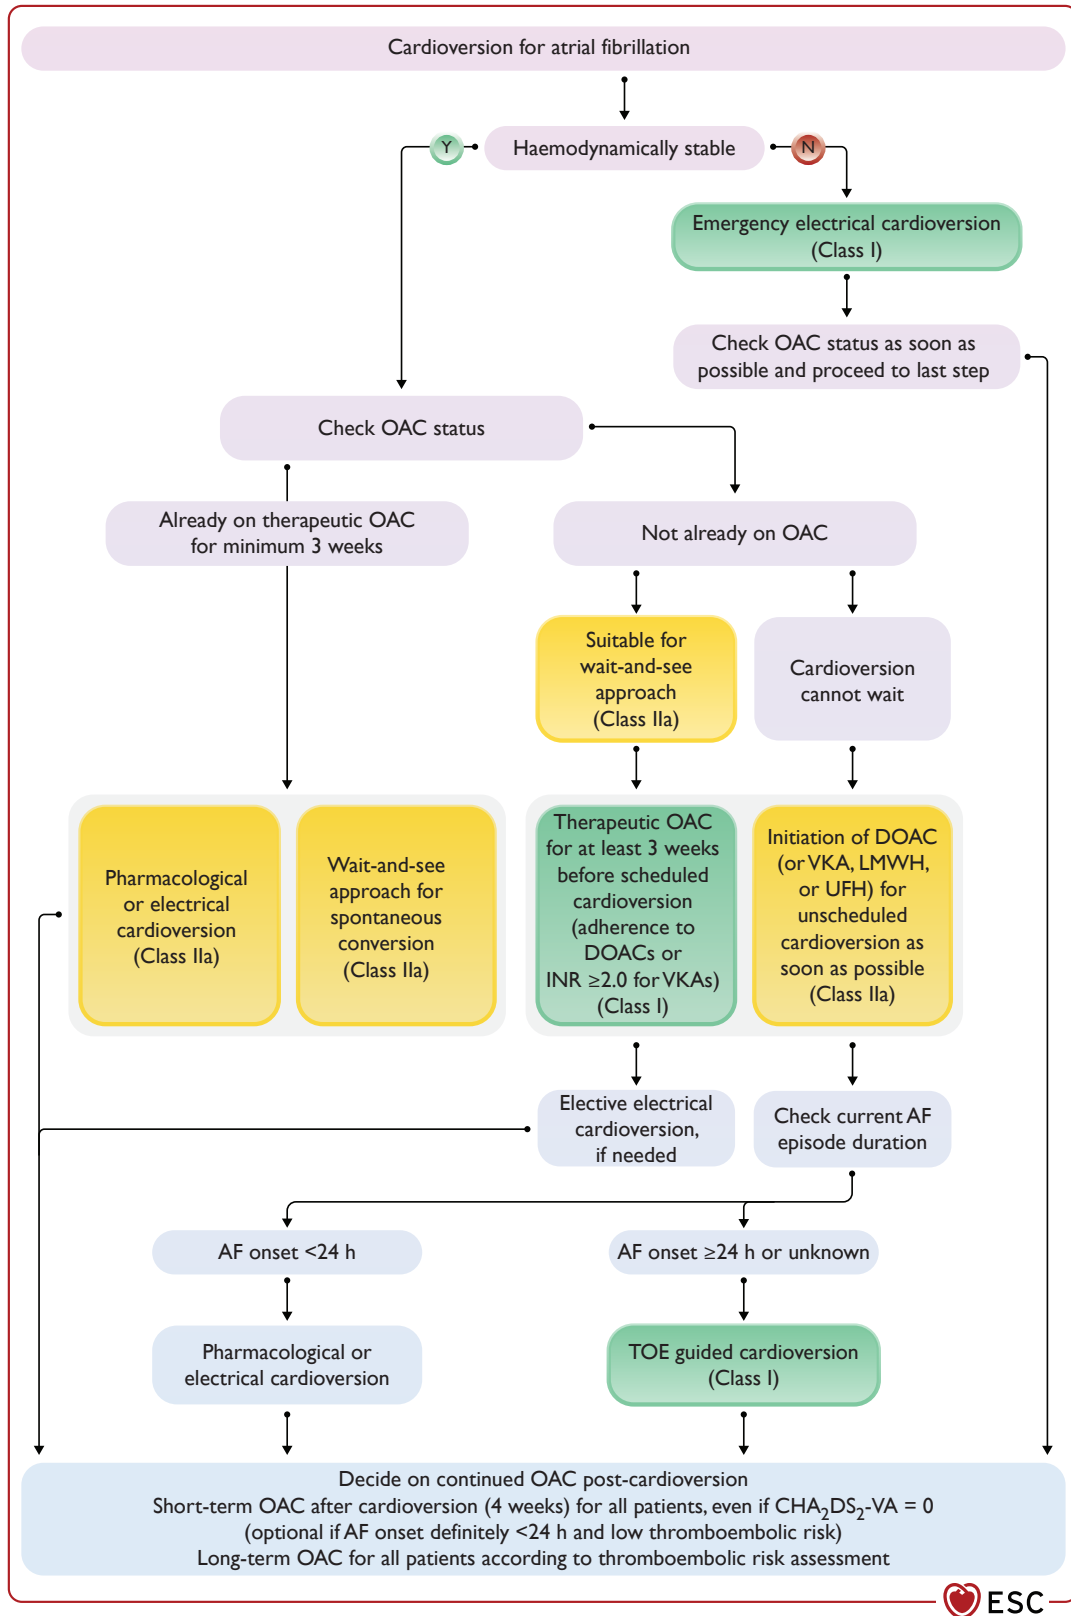 Cardioversion for atrial fibrillation
Y
Haemodynamically stable
N
Emergency electrical cardioversion
(Class I)
Check OAC status as soon as
possible and proceed to last step
Check OAC status
Already on therapeutic OAC
for minimum 3 weeks
Not already on OAC
Suitable for
wait-and-see
approach
(Class IIa)
Cardioversion
cannot wait
Pharmacological
or electrical
cardioversion
(Class IIa)
Wait-and-see
approach for
spontaneous
conversion
(Class IIa)
Therapeutic OAC
for at least 3 weeks
before scheduled
cardioversion
(adherence to
DOACs or
INR ≥2.0 for VKAs)
(Class I)
Initiation of DOAC
(or VKA, LMWH,
or UFH) for
unscheduled
cardioversion as
soon as possible
(Class IIa)
Elective electrical
cardioversion,
if needed
Check current AF
episode duration
AF onset <24 h
AF onset ≥24 h or unknown
Pharmacological or
electrical cardioversion
TOE guided cardioversion
(Class I)
Decide on continued OAC post-cardioversion
Short-term OAC after cardioversion (4 weeks) for all patients, even if CHA₂DS₂-VA = 0
(optional if AF onset definitely <24 h and low thromboembolic risk)
Long-term OAC for all patients according to thromboembolic risk assessment
ESC